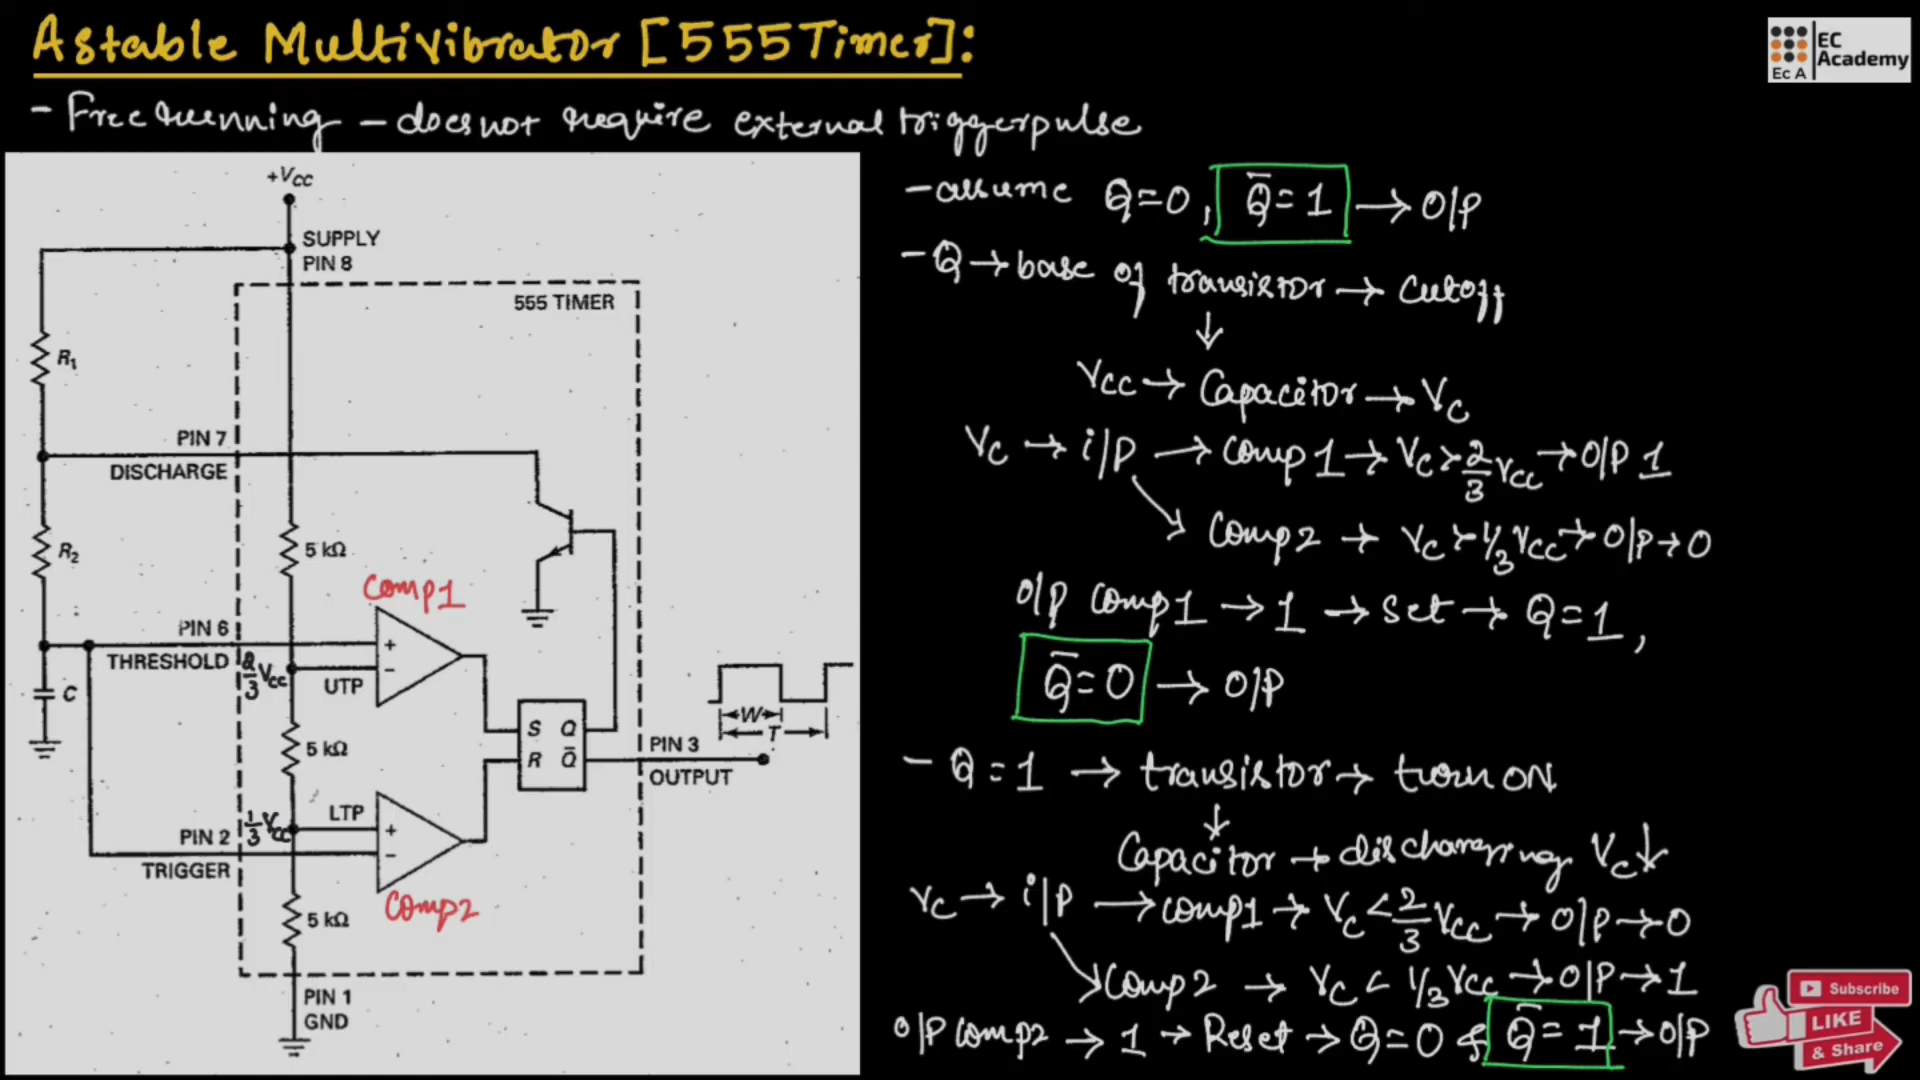 Astable Multivibrator [555 Timer]:
EC Academy
Ec A
- Free running - does not require external trigger pulse
+VCC
SUPPLY
PIN 8
555 TIMER
R1
PIN 7
DISCHARGE
R2
5 kΩ
Comp1
PIN 6
THRESHOLD
2/3 Vcc
UTP
+
-
C
S Q
R Q̅
W
T
5 kΩ
PIN 3
OUTPUT
LTP
1/3 Vcc
+
-
PIN 2
TRIGGER
Comp2
5 kΩ
PIN 1
GND
- assume Q=0, Q̅=1 → O/P
- Q → base of transistor → Cutoff
↓
VCC → Capacitor → VC
VC → i/P → Comp1 → VC > 2/3 VCC → O/P 1
↘ Comp2 → VC > 1/3 VCC → O/P → 0
O/P comp1 → 1 → Set → Q=1,
Q̅=0 → O/P
- Q=1 → transistor → turn ON
↓
Capacitor → discharging VC↓
VC → i/P → comp1 → VC < 2/3 VCC → O/P → 0
↘ Comp2 → VC < 1/3 VCC → O/P → 1
O/P comp2 → 1 → Reset → Q=0 & Q̅=1 → O/P
Subscribe
LIKE
& Share